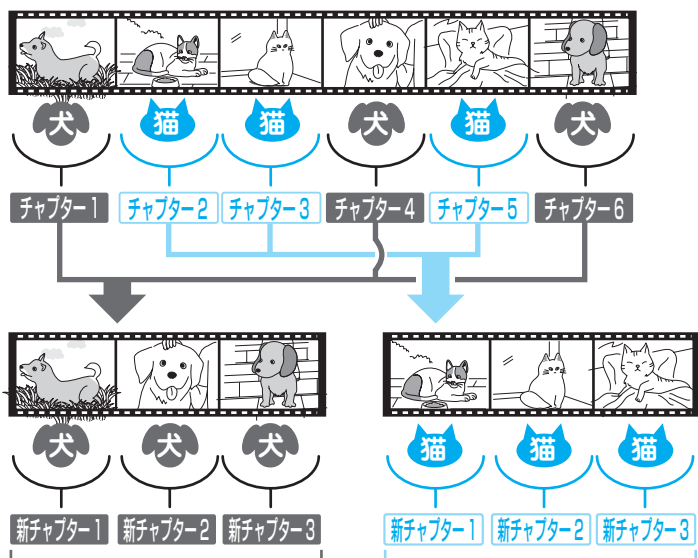 犬 猫 猫 犬 猫 犬
チャプター1 チャプター2 チャプター3 チャプター4 チャプター5 チャプター6
犬 犬 犬
新チャプター1 新チャプター2 新チャプター3
猫 猫 猫
新チャプター1 新チャプター2 新チャプター3